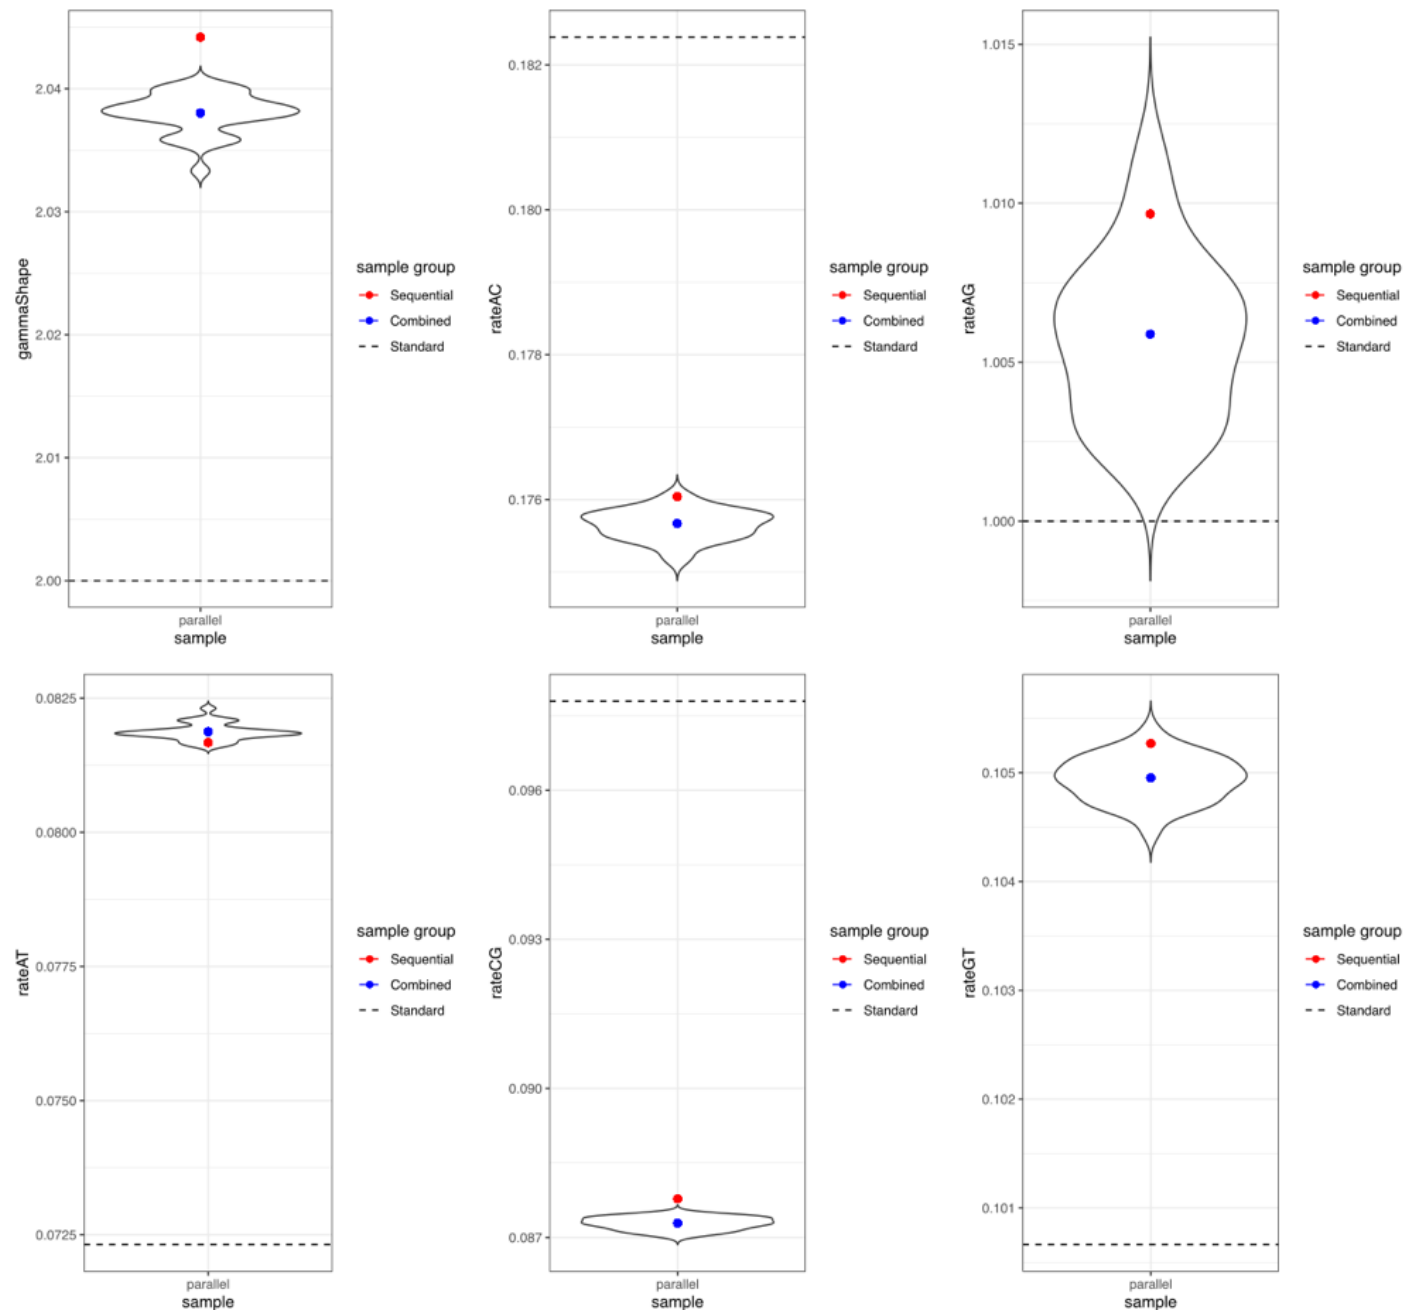 gammaShape
2.04
2.03
2.02
2.01
2.00
parallel
sample
sample group
Sequential
Combined
Standard
rateAC
0.182
0.180
0.178
0.176
parallel
sample
sample group
Sequential
Combined
Standard
rateAG
1.015
1.010
1.005
1.000
parallel
sample
sample group
Sequential
Combined
Standard
rateAT
0.0825
0.0800
0.0775
0.0750
0.0725
parallel
sample
sample group
Sequential
Combined
Standard
rateCG
0.096
0.093
0.090
0.087
parallel
sample
sample group
Sequential
Combined
Standard
rateGT
0.105
0.104
0.103
0.102
0.101
parallel
sample
sample group
Sequential
Combined
Standard